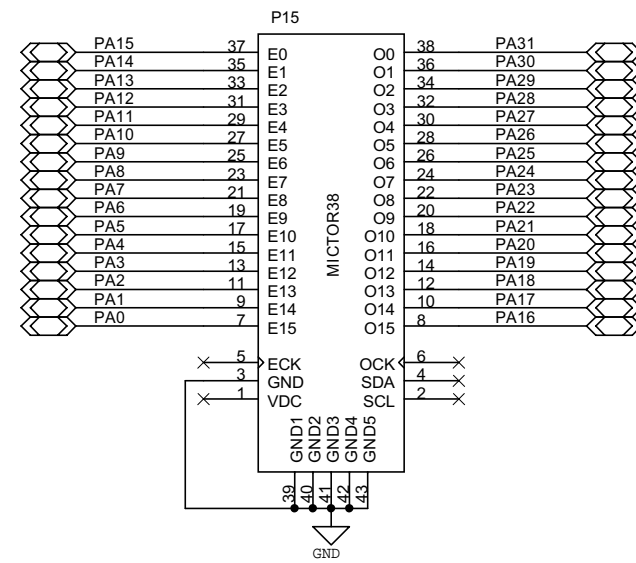 P15
PA15 37 E0 O0 38 PA31
PA14 35 E1 O1 36 PA30
PA13 33 E2 O2 34 PA29
PA12 31 E3 O3 32 PA28
PA11 29 E4 O4 30 PA27
PA10 27 E5 O5 28 PA26
PA9 25 E6 O6 26 PA25
PA8 23 E7 O7 24 PA24
PA7 21 E8 O8 22 PA23
PA6 19 E9 O9 20 PA22
PA5 17 E10 O10 18 PA21
PA4 15 E11 O11 16 PA20
PA3 13 E12 O12 14 PA19
PA2 11 E13 O13 12 PA18
PA1 9 E14 O14 10 PA17
PA0 7 E15 O15 8 PA16
MICTOR38
5 ECK OCK 6
3 GND SDA 4
1 VDC SCL 2
GND1 GND2 GND3 GND4 GND5
39 40 41 42 43
GND